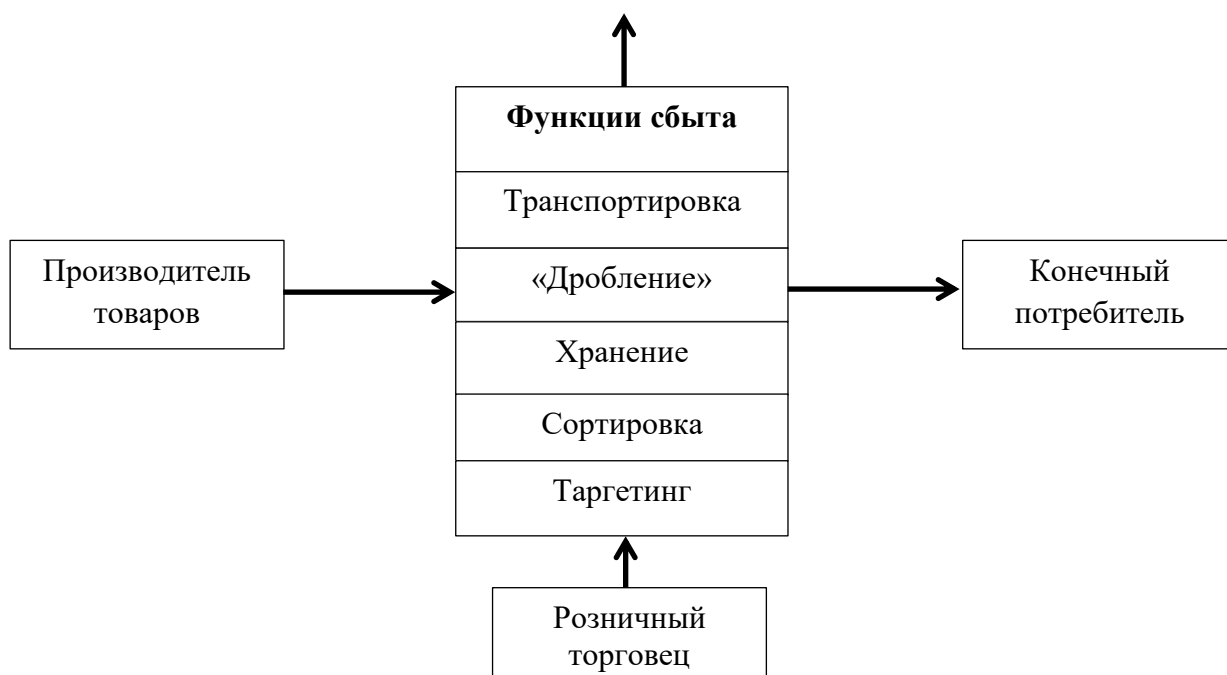 Функции сбыта
Транспортировка
Производитель
товаров
«Дробление»
Конечный
потребитель
Хранение
Сортировка
Таргетинг
Розничный
торговец